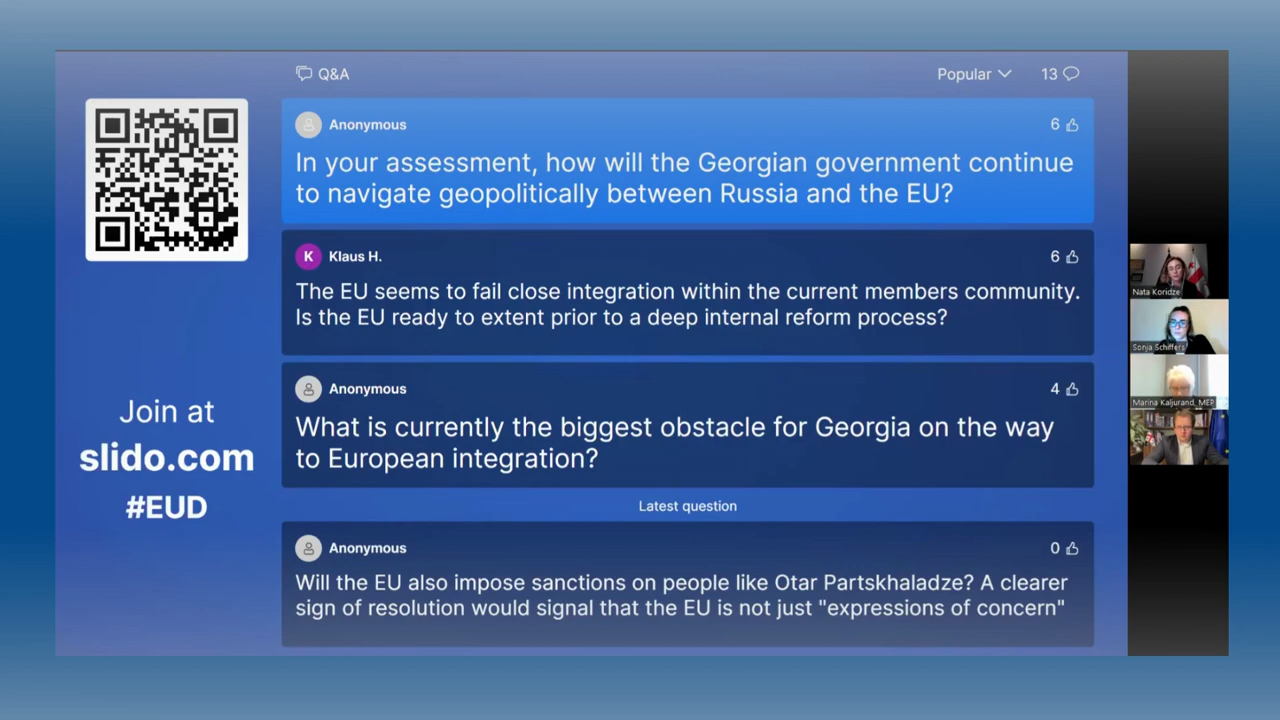 Q&A
Popular
13
Anonymous
6
In your assessment, how will the Georgian government continue
to navigate geopolitically between Russia and the EU?
K
Klaus H.
6
The EU seems to fail close integration within the current members community.
Is the EU ready to extent prior to a deep internal reform process?
Anonymous
4
What is currently the biggest obstacle for Georgia on the way
to European integration?
Latest question
Anonymous
0
Will the EU also impose sanctions on people like Otar Partskhaladze? A clearer
sign of resolution would signal that the EU is not just "expressions of concern"
Join at
slido.com
#EUD
Nata Koridze
Sonja Schiffers
Marina Kaljurand, MEP